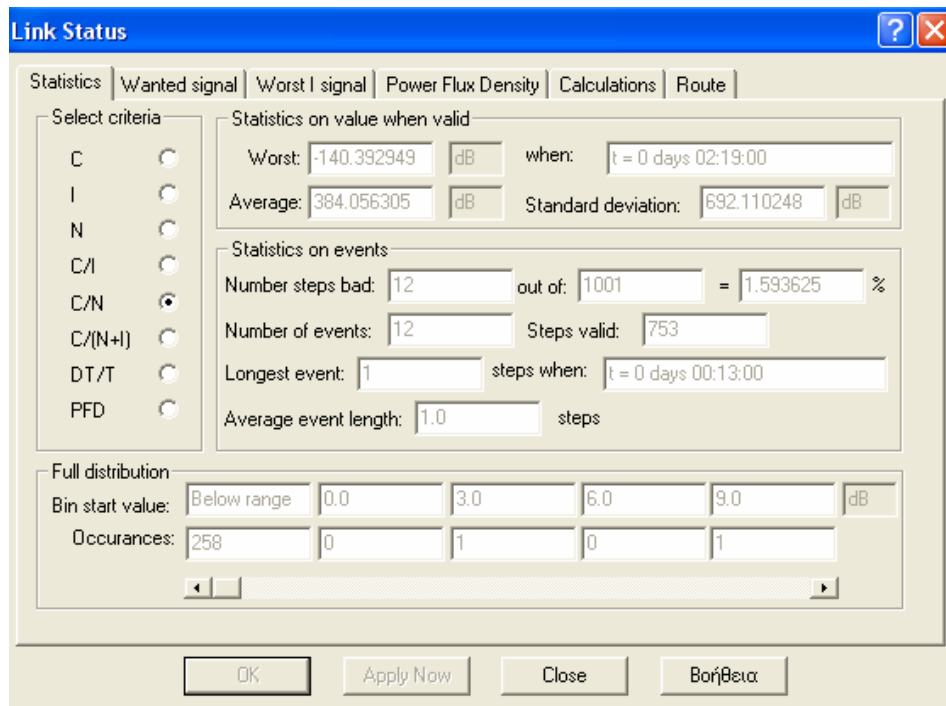 Link Status
Statistics Wanted signal Worst I signal Power Flux Density Calculations Route
Select criteria
C
I
N
C/I
C/N
C/(N+I)
DT/T
PFD
Statistics on value when valid
Worst: -140.392949 dB when: t = 0 days 02:19:00
Average: 384.056305 dB Standard deviation: 692.110248 dB
Statistics on events
Number steps bad: 12 out of: 1001 = 1.593625 %
Number of events: 12 Steps valid: 753
Longest event: 1 steps when: t = 0 days 00:13:00
Average event length: 1.0 steps
Full distribution
Bin start value: Below range 0.0 3.0 6.0 9.0 dB
Occurances: 258 0 1 0 1
OK Apply Now Close Βοήθεια